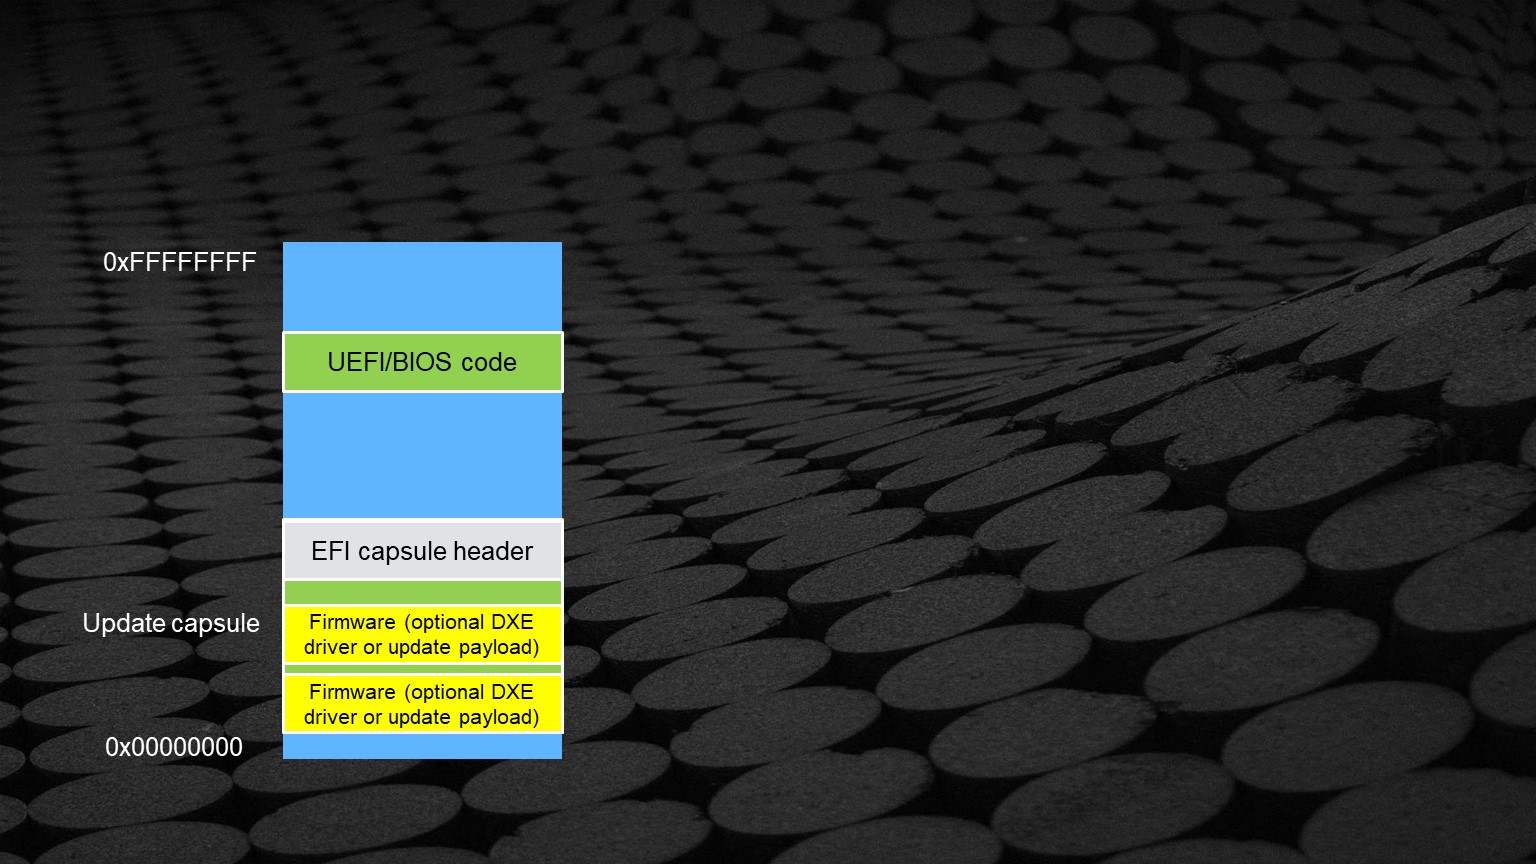 0xFFFFFFFF
UEFI/BIOS code
EFI capsule header
Update capsule
Firmware (optional DXE
driver or update payload)
Firmware (optional DXE
driver or update payload)
0x00000000